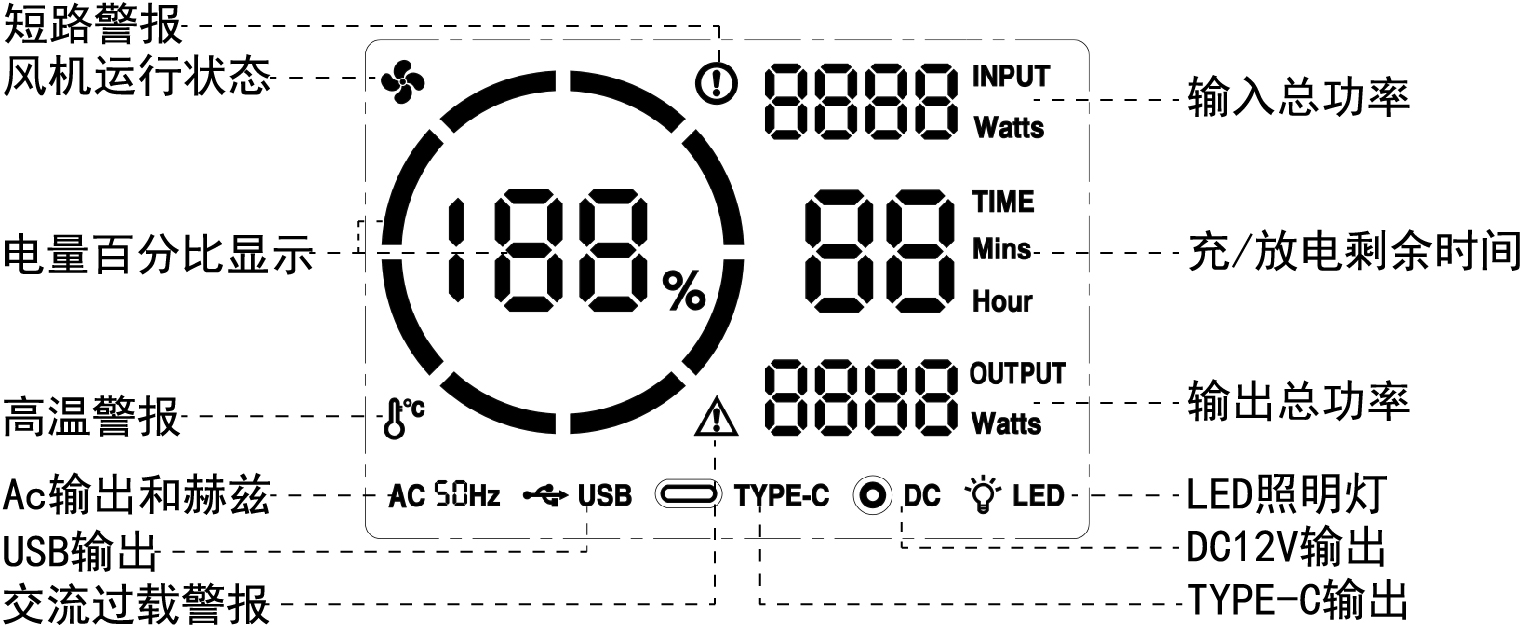 短路警报
风机运行状态
电量百分比显示
高温警报
Ac输出和赫兹
USB输出
交流过载警报
8888 INPUT
Watts
188%
88 TIME
Mins
Hour
8888 OUTPUT
Watts
°C
AC 50Hz USB TYPE-C DC LED
输入总功率
充/放电剩余时间
输出总功率
LED照明灯
DC12V输出
TYPE-C输出